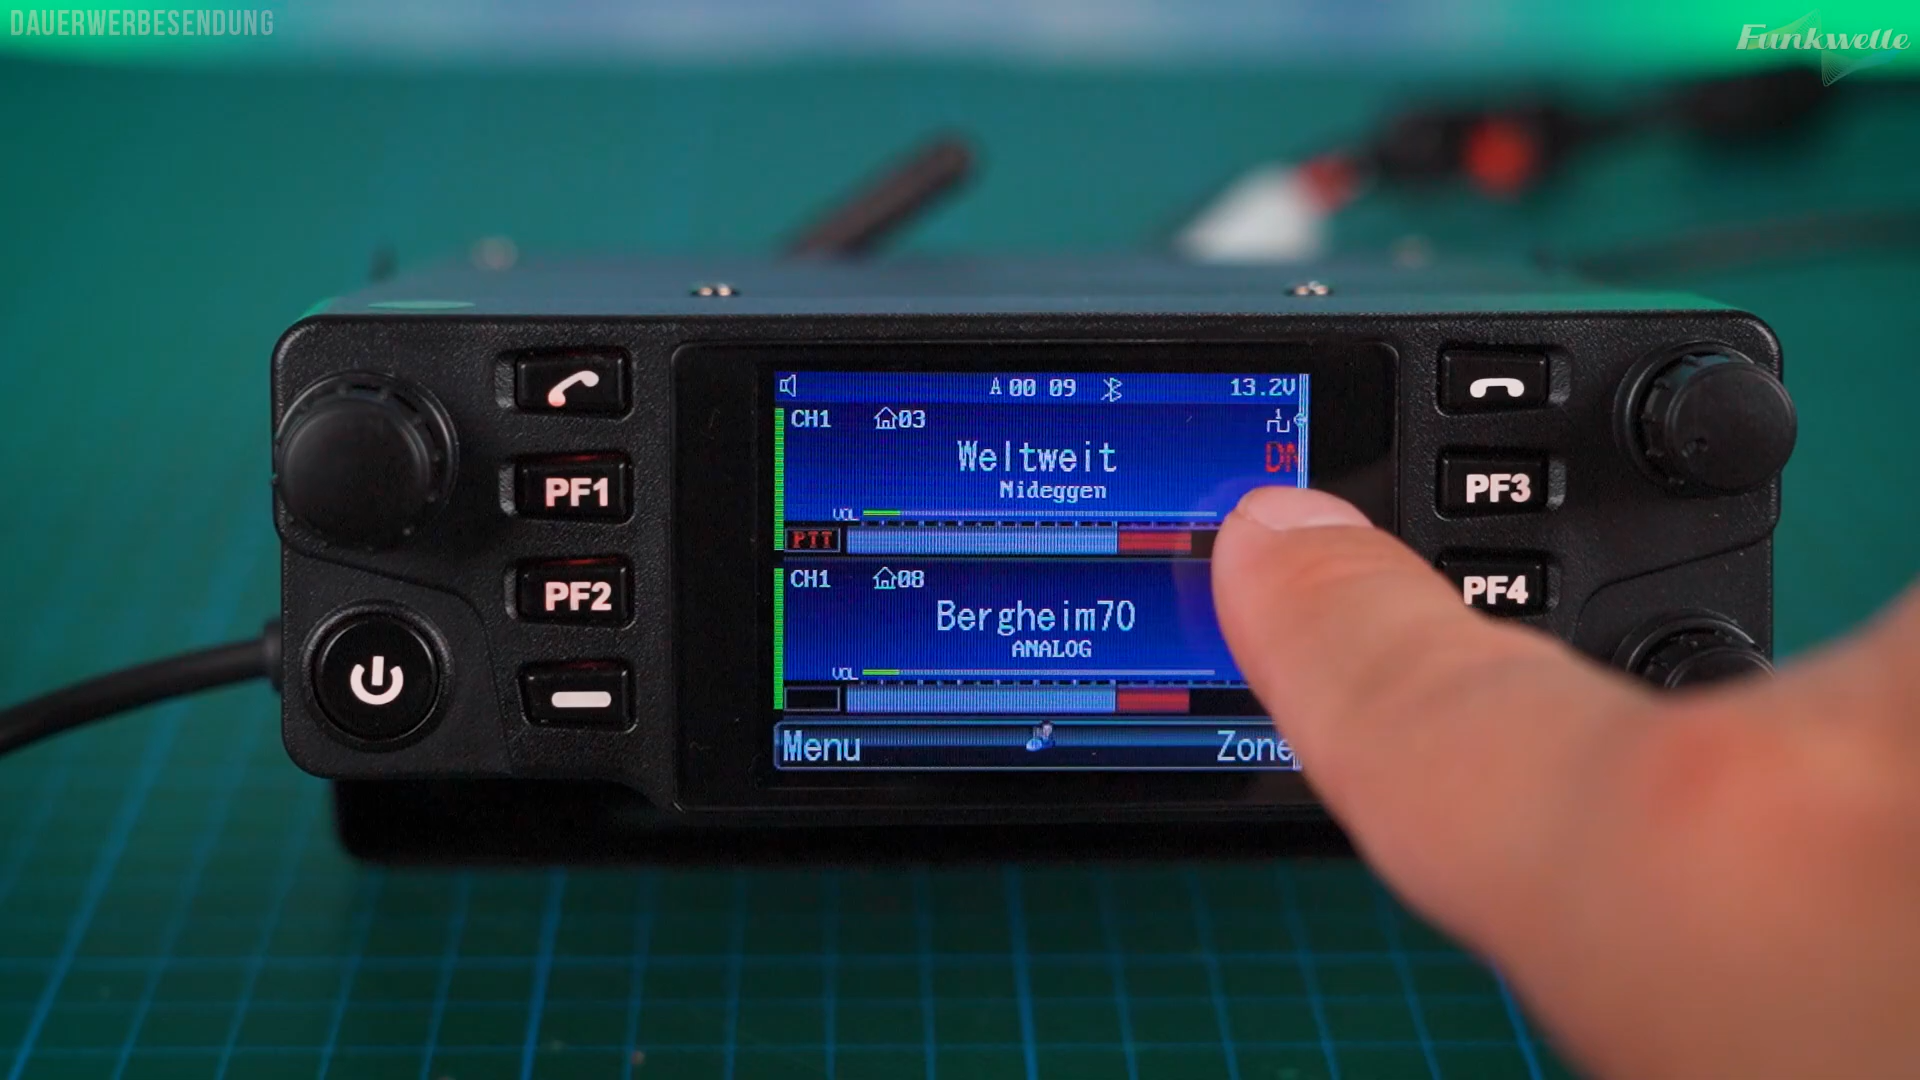 DAUERWERBESENDUNG
Funkwelle
A 00 09 13.2V
CH1 03
1
Weltweit
Nideggen
VOL
PTT
CH1 08
Bergheim70
ANALOG
VOL
Menu Zone
PF1
PF2
PF3
PF4